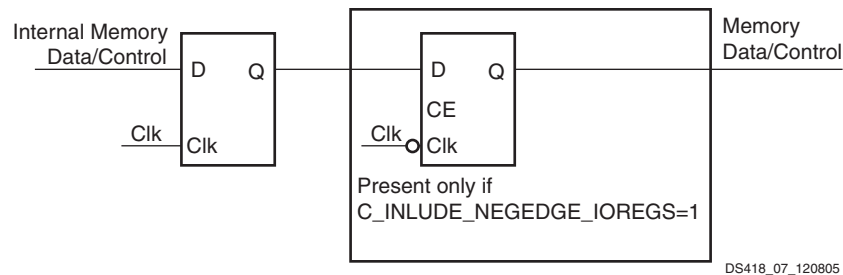 Internal Memory
Data/Control
D Q
Clk
Clk
D Q
CE
Clk
Clk
Present only if
C_INLUDE_NEGEDGE_IOREGS=1
Memory
Data/Control
DS418_07_120805